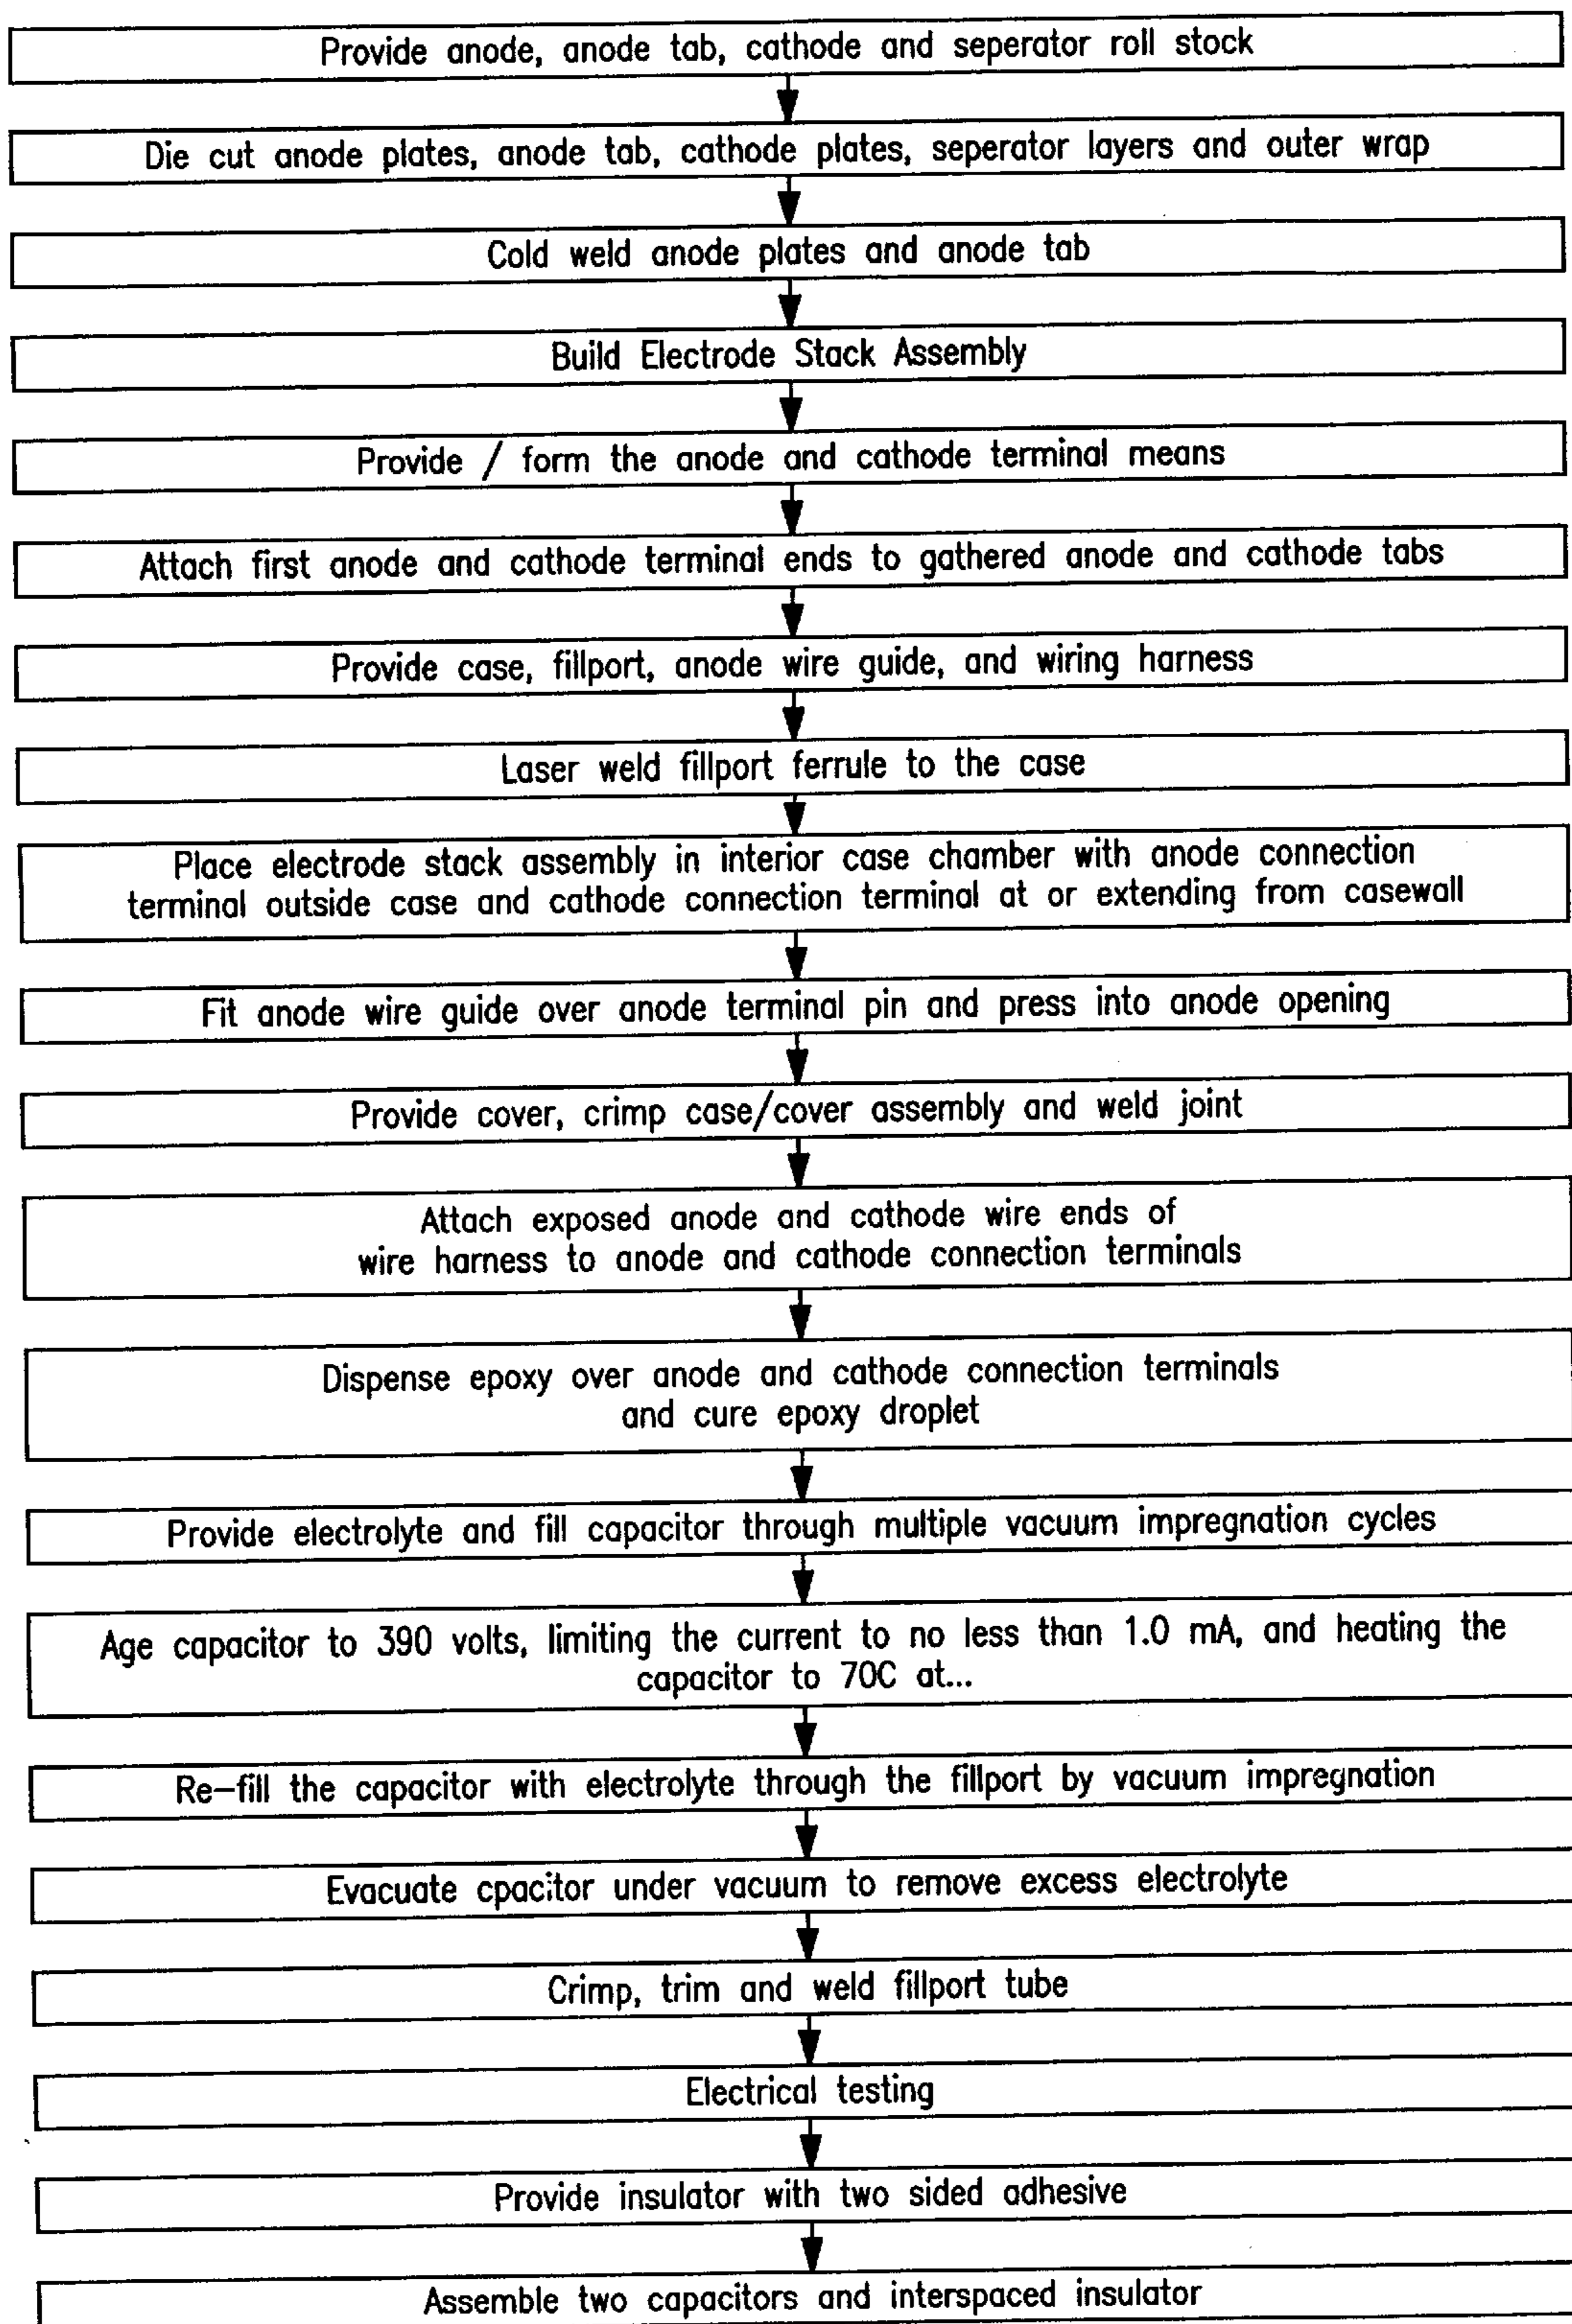 Provide anode, anode tab, cathode and seperator roll stock
Die cut anode plates, anode tab, cathode plates, seperator layers and outer wrap
Cold weld anode plates and anode tab
Build Electrode Stack Assembly
Provide / form the anode and cathode terminal means
Attach first anode and cathode terminal ends to gathered anode and cathode tabs
Provide case, fillport, anode wire guide, and wiring harness
Laser weld fillport ferrule to the case
Place electrode stack assembly in interior case chamber with anode connection
terminal outside case and cathode connection terminal at or extending from casewall
Fit anode wire guide over anode terminal pin and press into anode opening
Provide cover, crimp case/cover assembly and weld joint
Attach exposed anode and cathode wire ends of
wire harness to anode and cathode connection terminals
Dispense epoxy over anode and cathode connection terminals
and cure epoxy droplet
Provide electrolyte and fill capacitor through multiple vacuum impregnation cycles
Age capacitor to 390 volts, limiting the current to no less than 1.0 mA, and heating the
capacitor to 70C at...
Re-fill the capacitor with electrolyte through the fillport by vacuum impregnation
Evacuate cpacitor under vacuum to remove excess electrolyte
Crimp, trim and weld fillport tube
Electrical testing
Provide insulator with two sided adhesive
Assemble two capacitors and interspaced insulator